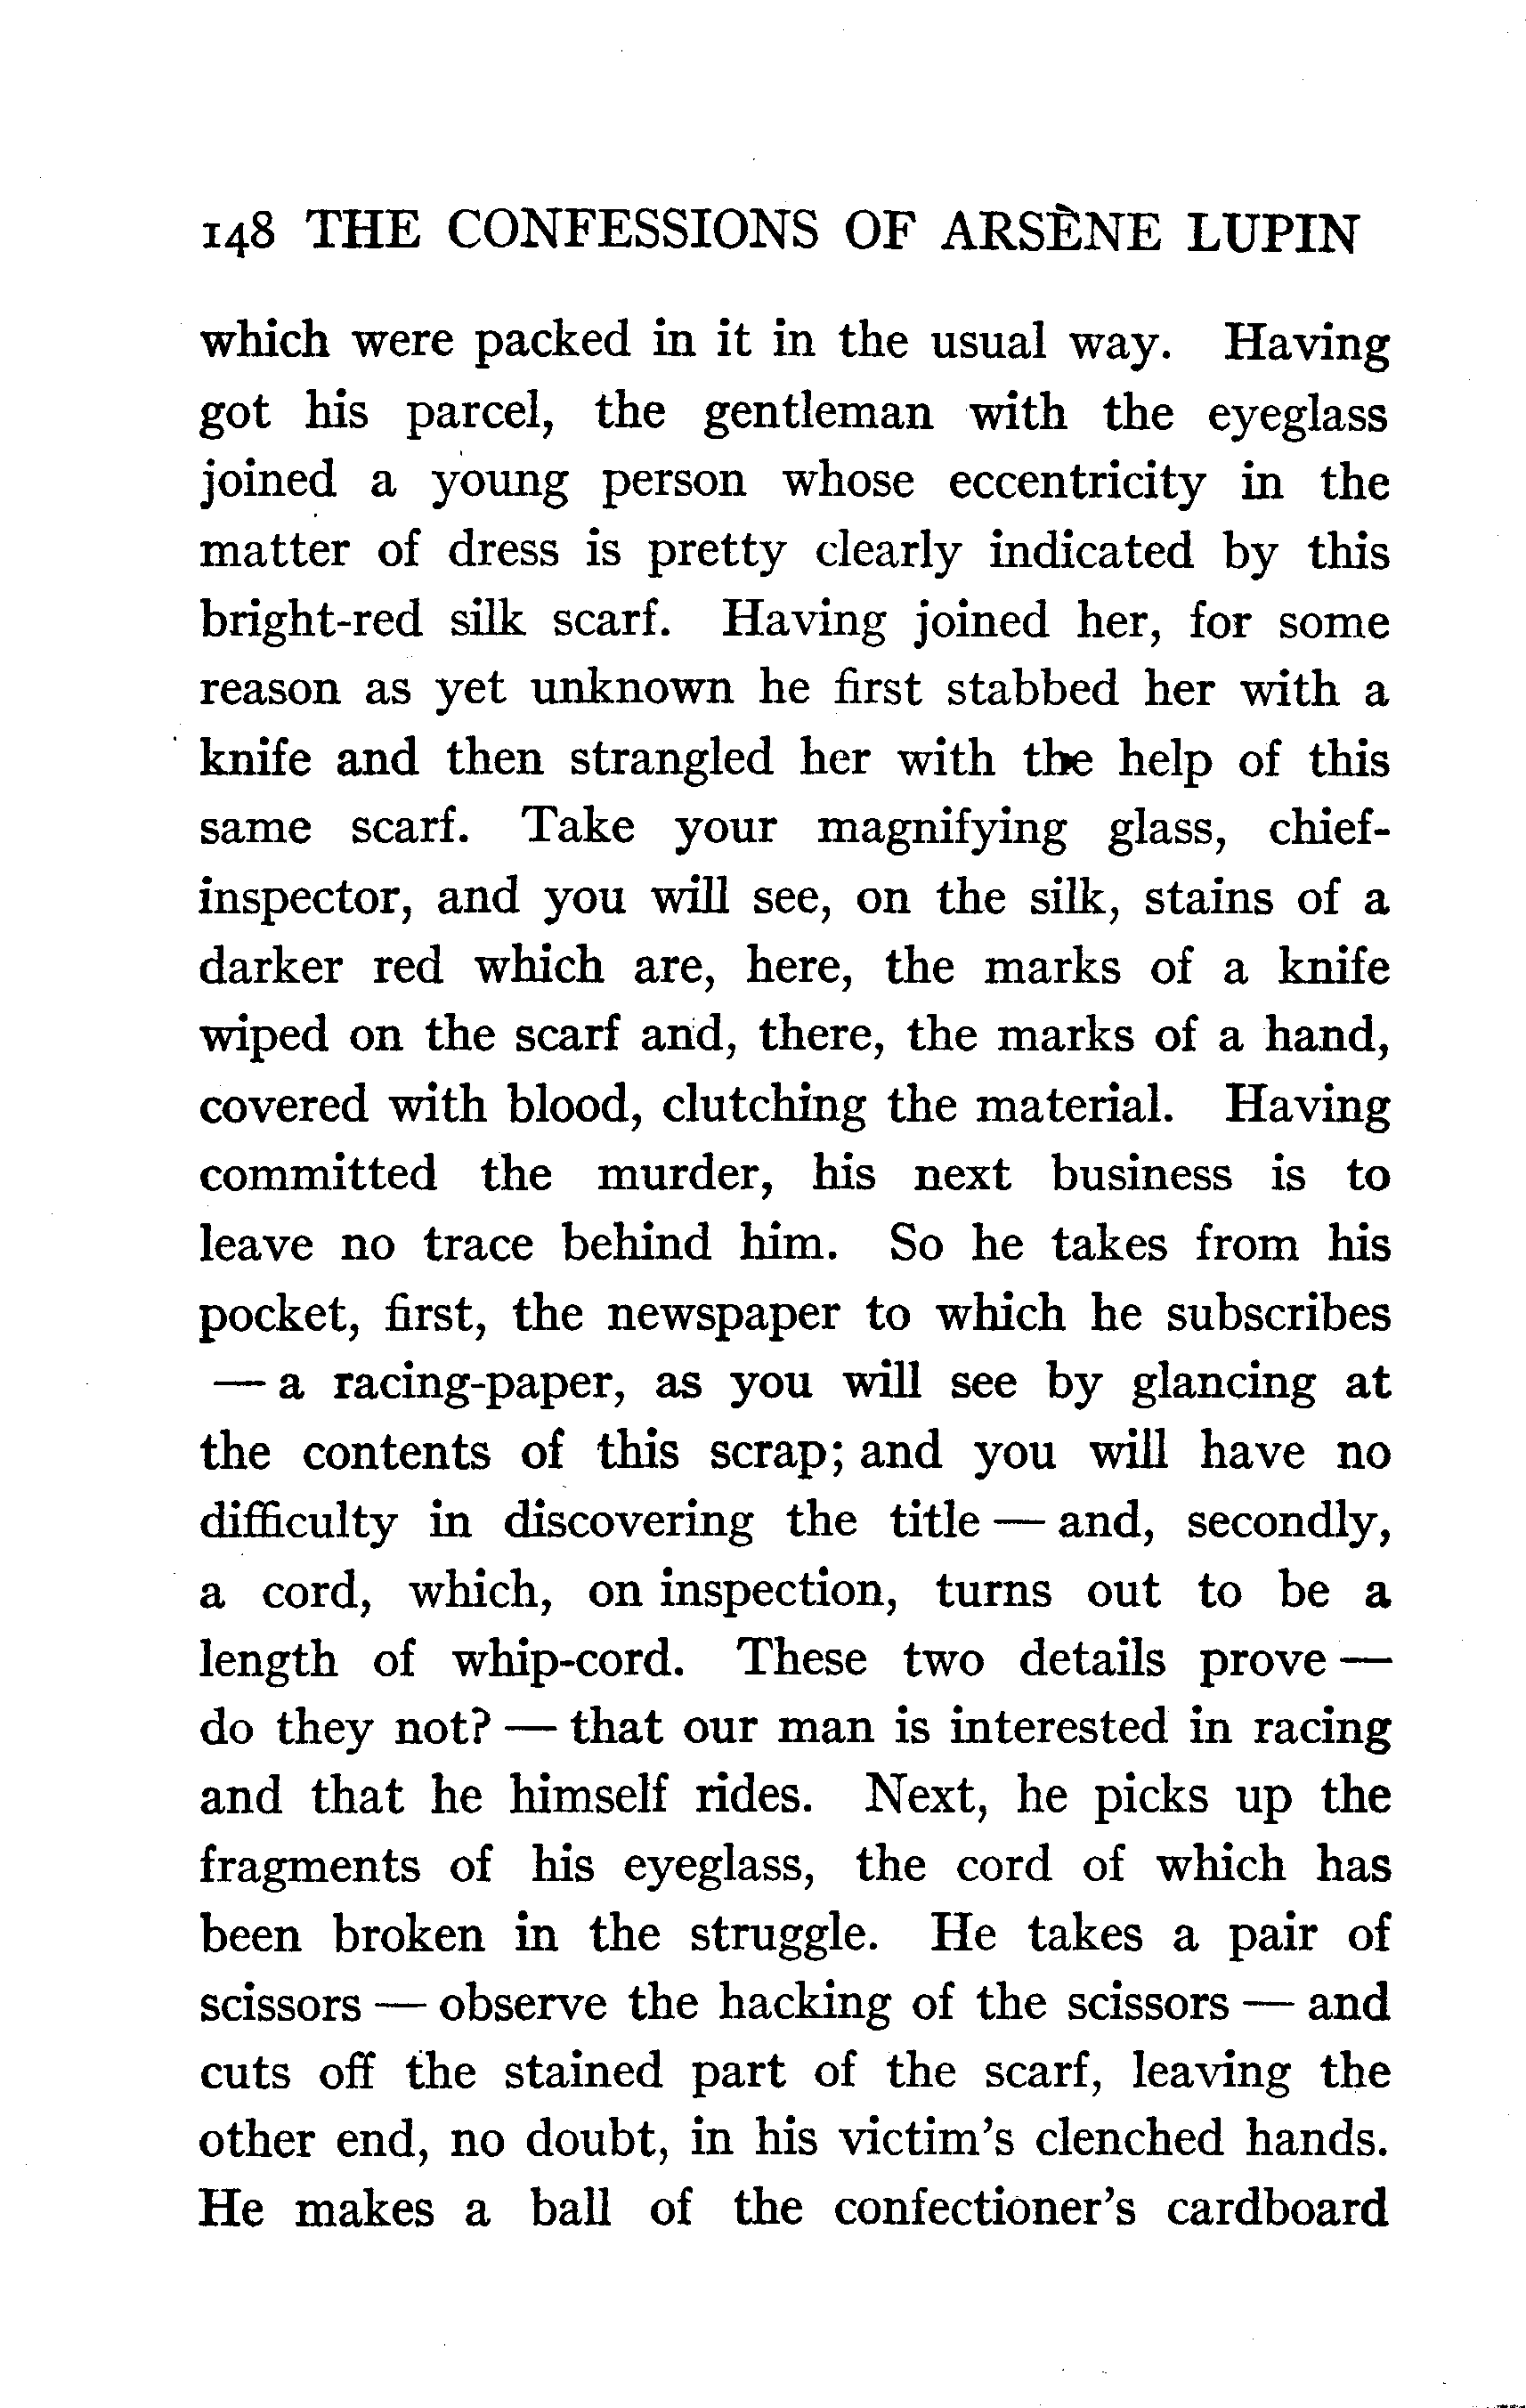 148 THE CONFESSIONS OF ARSÈNE LUPIN
which were packed in it in the usual way. Having
got his parcel, the gentleman with the eyeglass
joined a young person whose eccentricity in the
matter of dress is pretty clearly indicated by this
bright-red silk scarf. Having joined her, for some
reason as yet unknown he first stabbed her with a
knife and then strangled her with the help of this
same scarf. Take your magnifying glass, chief-
inspector, and you will see, on the silk, stains of a
darker red which are, here, the marks of a knife
wiped on the scarf and, there, the marks of a hand,
covered with blood, clutching the material. Having
committed the murder, his next business is to
leave no trace behind him. So he takes from his
pocket, first, the newspaper to which he subscribes
— a racing-paper, as you will see by glancing at
the contents of this scrap; and you will have no
difficulty in discovering the title — and, secondly,
a cord, which, on inspection, turns out to be a
length of whip-cord. These two details prove —
do they not? — that our man is interested in racing
and that he himself rides. Next, he picks up the
fragments of his eyeglass, the cord of which has
been broken in the struggle. He takes a pair of
scissors — observe the hacking of the scissors — and
cuts off the stained part of the scarf, leaving the
other end, no doubt, in his victim's clenched hands.
He makes a ball of the confectioner's cardboard